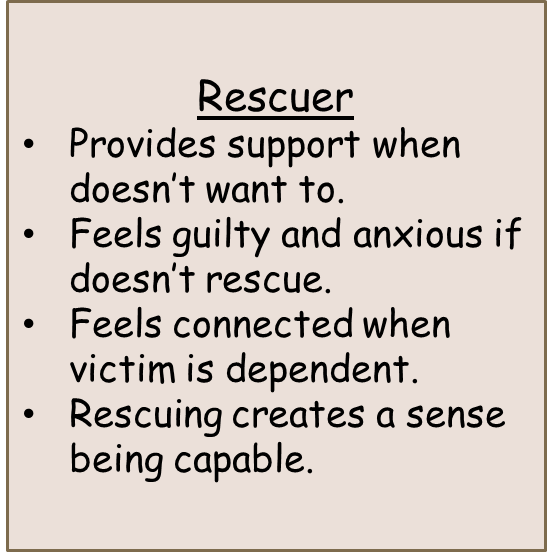 Rescuer
• Provides support when
doesn't want to.
• Feels guilty and anxious if
doesn't rescue.
• Feels connected when
victim is dependent.
• Rescuing creates a sense
being capable.